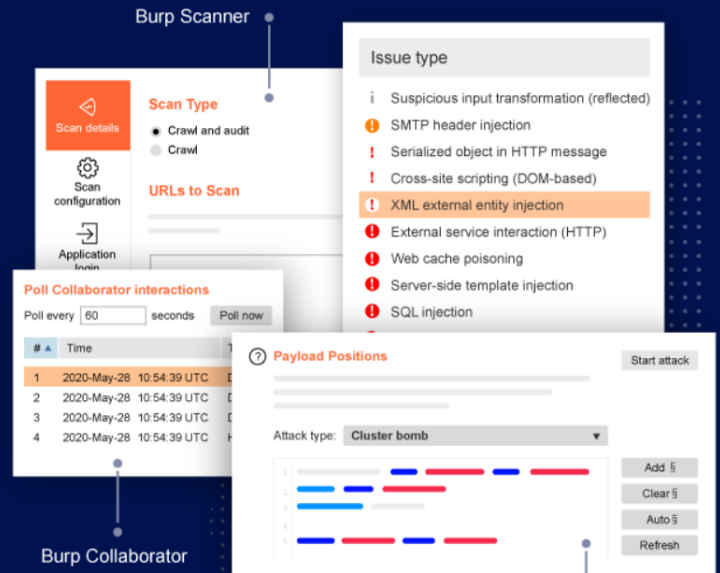 Burp Scanner
Scan details
Scan configuration
Application
Scan Type
Crawl and audit
Crawl
URLs to Scan
Issue type
Suspicious input transformation (reflected)
SMTP header injection
Serialized object in HTTP message
Cross-site scripting (DOM-based)
XML external entity injection
External service interaction (HTTP)
Web cache poisoning
Server-side template injection
SQL injection
Poll Collaborator interactions
Poll every 60 seconds Poll now
# Time
1 2020-May-28 10:54:39 UTC
2 2020-May-28 10:54:39 UTC
3 2020-May-28 10:54:39 UTC
4 2020-May-28 10:54:39 UTC
Burp Collaborator
? Payload Positions
Start attack
Attack type: Cluster bomb
1
2
3
4
5
Add §
Clear §
Auto §
Refresh